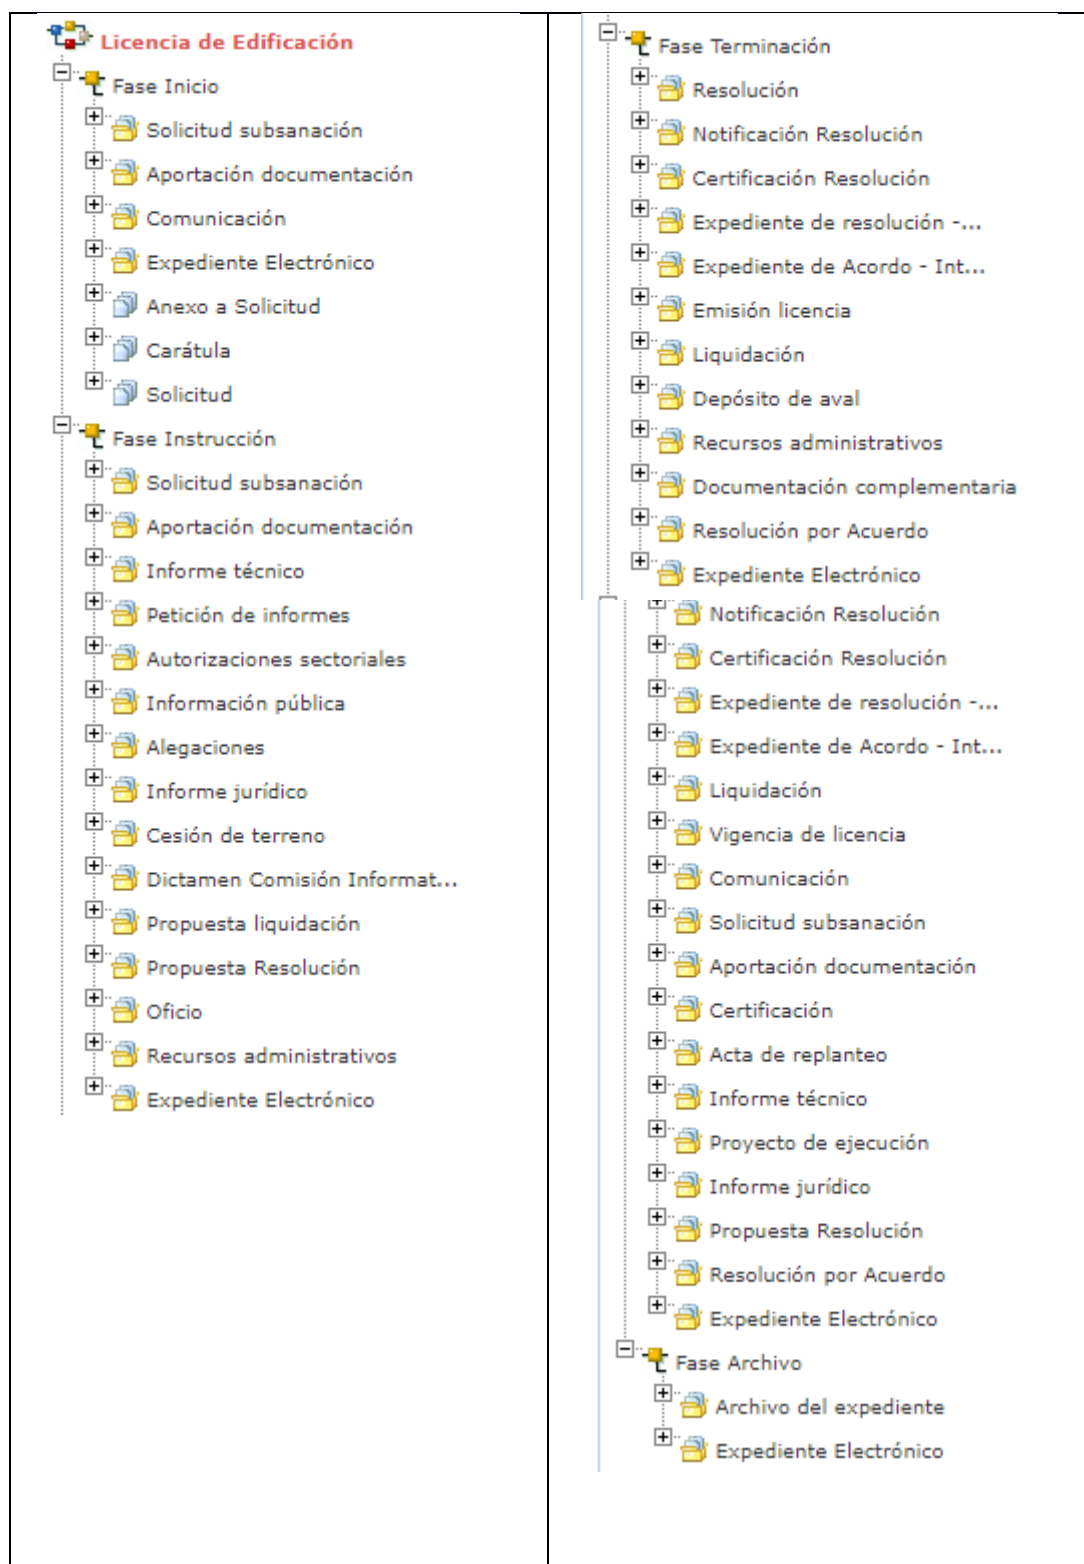 Licencia de Edificación
Fase Inicio
Solicitud subsanación
Aportación documentación
Comunicación
Expediente Electrónico
Anexo a Solicitud
Carátula
Solicitud
Fase Instrucción
Solicitud subsanación
Aportación documentación
Informe técnico
Petición de informes
Autorizaciones sectoriales
Información pública
Alegaciones
Informe jurídico
Cesión de terreno
Dictamen Comisión Informat...
Propuesta liquidación
Propuesta Resolución
Oficio
Recursos administrativos
Expediente Electrónico
Fase Terminación
Resolución
Notificación Resolución
Certificación Resolución
Expediente de resolución -...
Expediente de Acordo - Int...
Emisión licencia
Liquidación
Depósito de aval
Recursos administrativos
Documentación complementaria
Resolución por Acuerdo
Expediente Electrónico
Notificación Resolución
Certificación Resolución
Expediente de resolución -...
Expediente de Acordo - Int...
Liquidación
Vigencia de licencia
Comunicación
Solicitud subsanación
Aportación documentación
Certificación
Acta de replanteo
Informe técnico
Proyecto de ejecución
Informe jurídico
Propuesta Resolución
Resolución por Acuerdo
Expediente Electrónico
Fase Archivo
Archivo del expediente
Expediente Electrónico